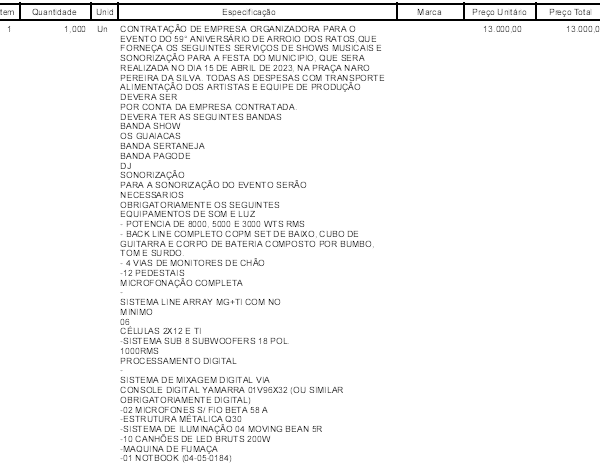 tem Quantidade Unid Especificação Marca Preço Unitário Preço Total
1 1,000 Un CONTRATAÇÃO DE EMPRESA ORGANIZADORA PARA O 13.000,00 13.000,0
EVENTO DO 59° ANIVERSÁRIO DE ARROIO DOS RATOS,QUE
FORNEÇA OS SEGUINTES SERVIÇOS DE SHOWS MUSICAIS E
SONORIZAÇÃO PARA A FESTA DO MUNICIPIO, QUE SERA
REALIZADA NO DIA 15 DE ABRIL DE 2023, NA PRAÇA NARO
PEREIRA DA SILVA. TODAS AS DESPESAS COM TRANSPORTE
ALIMENTAÇÃO DOS ARTISTAS E EQUIPE DE PRODUÇÃO
DEVERA SER
POR CONTA DA EMPRESA CONTRATADA.
DEVERA TER AS SEGUINTES BANDAS
BANDA SHOW
OS GUAIACAS
BANDA SERTANEJA
BANDA PAGODE
DJ
SONORIZAÇÃO
PARA A SONORIZAÇÃO DO EVENTO SERÃO
NECESSARIOS
OBRIGATORIAMENTE OS SEGUINTES
EQUIPAMENTOS DE SOM E LUZ
- POTENCIA DE 8000, 5000 E 3000 WTS RMS
- BACK LINE COMPLETO COPM SET DE BAIXO, CUBO DE
GUITARRA E CORPO DE BATERIA COMPOSTO POR BUMBO,
TOM E SURDO.
- 4 VIAS DE MONITORES DE CHÃO
-12 PEDESTAIS
MICROFONAÇÃO COMPLETA
-
SISTEMA LINE ARRAY MG+TI COM NO
MINIMO
06
CÉLULAS 2X12 E TI
-SISTEMA SUB 8 SUBWOOFERS 18 POL.
1000RMS
PROCESSAMENTO DIGITAL
-
SISTEMA DE MIXAGEM DIGITAL VIA
CONSOLE DIGITAL YAMARRA 01V96X32 (OU SIMILAR
OBRIGATORIAMENTE DIGITAL)
-02 MICROFONES S/ FIO BETA 58 A
-ESTRUTURA MÉTALICA Q30
-SISTEMA DE ILUMINAÇÃO 04 MOVING BEAN 5R
-10 CANHÕES DE LED BRUTS 200W
-MAQUINA DE FUMAÇA
-01 NOTBOOK (04-05-0184)